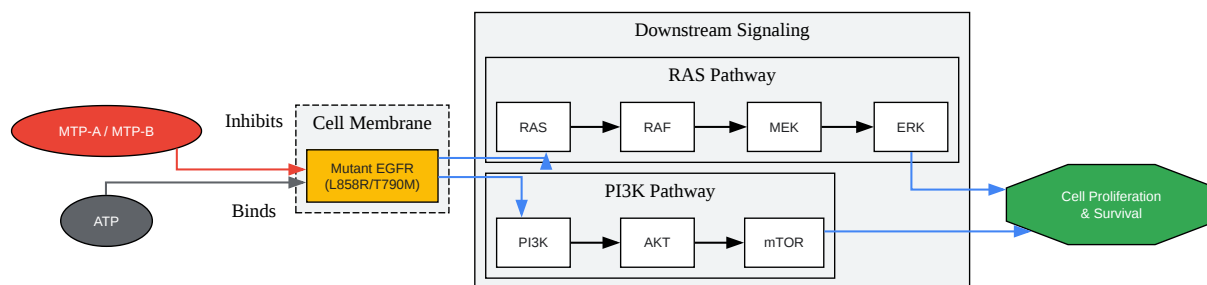 Downstream Signaling
RAS Pathway
RAS
RAF
MEK
ERK
MTP-A / MTP-B
Inhibits
Cell Membrane
Mutant EGFR
(L858R/T790M)
ATP
Binds
PI3K Pathway
PI3K
AKT
mTOR
Cell Proliferation
& Survival